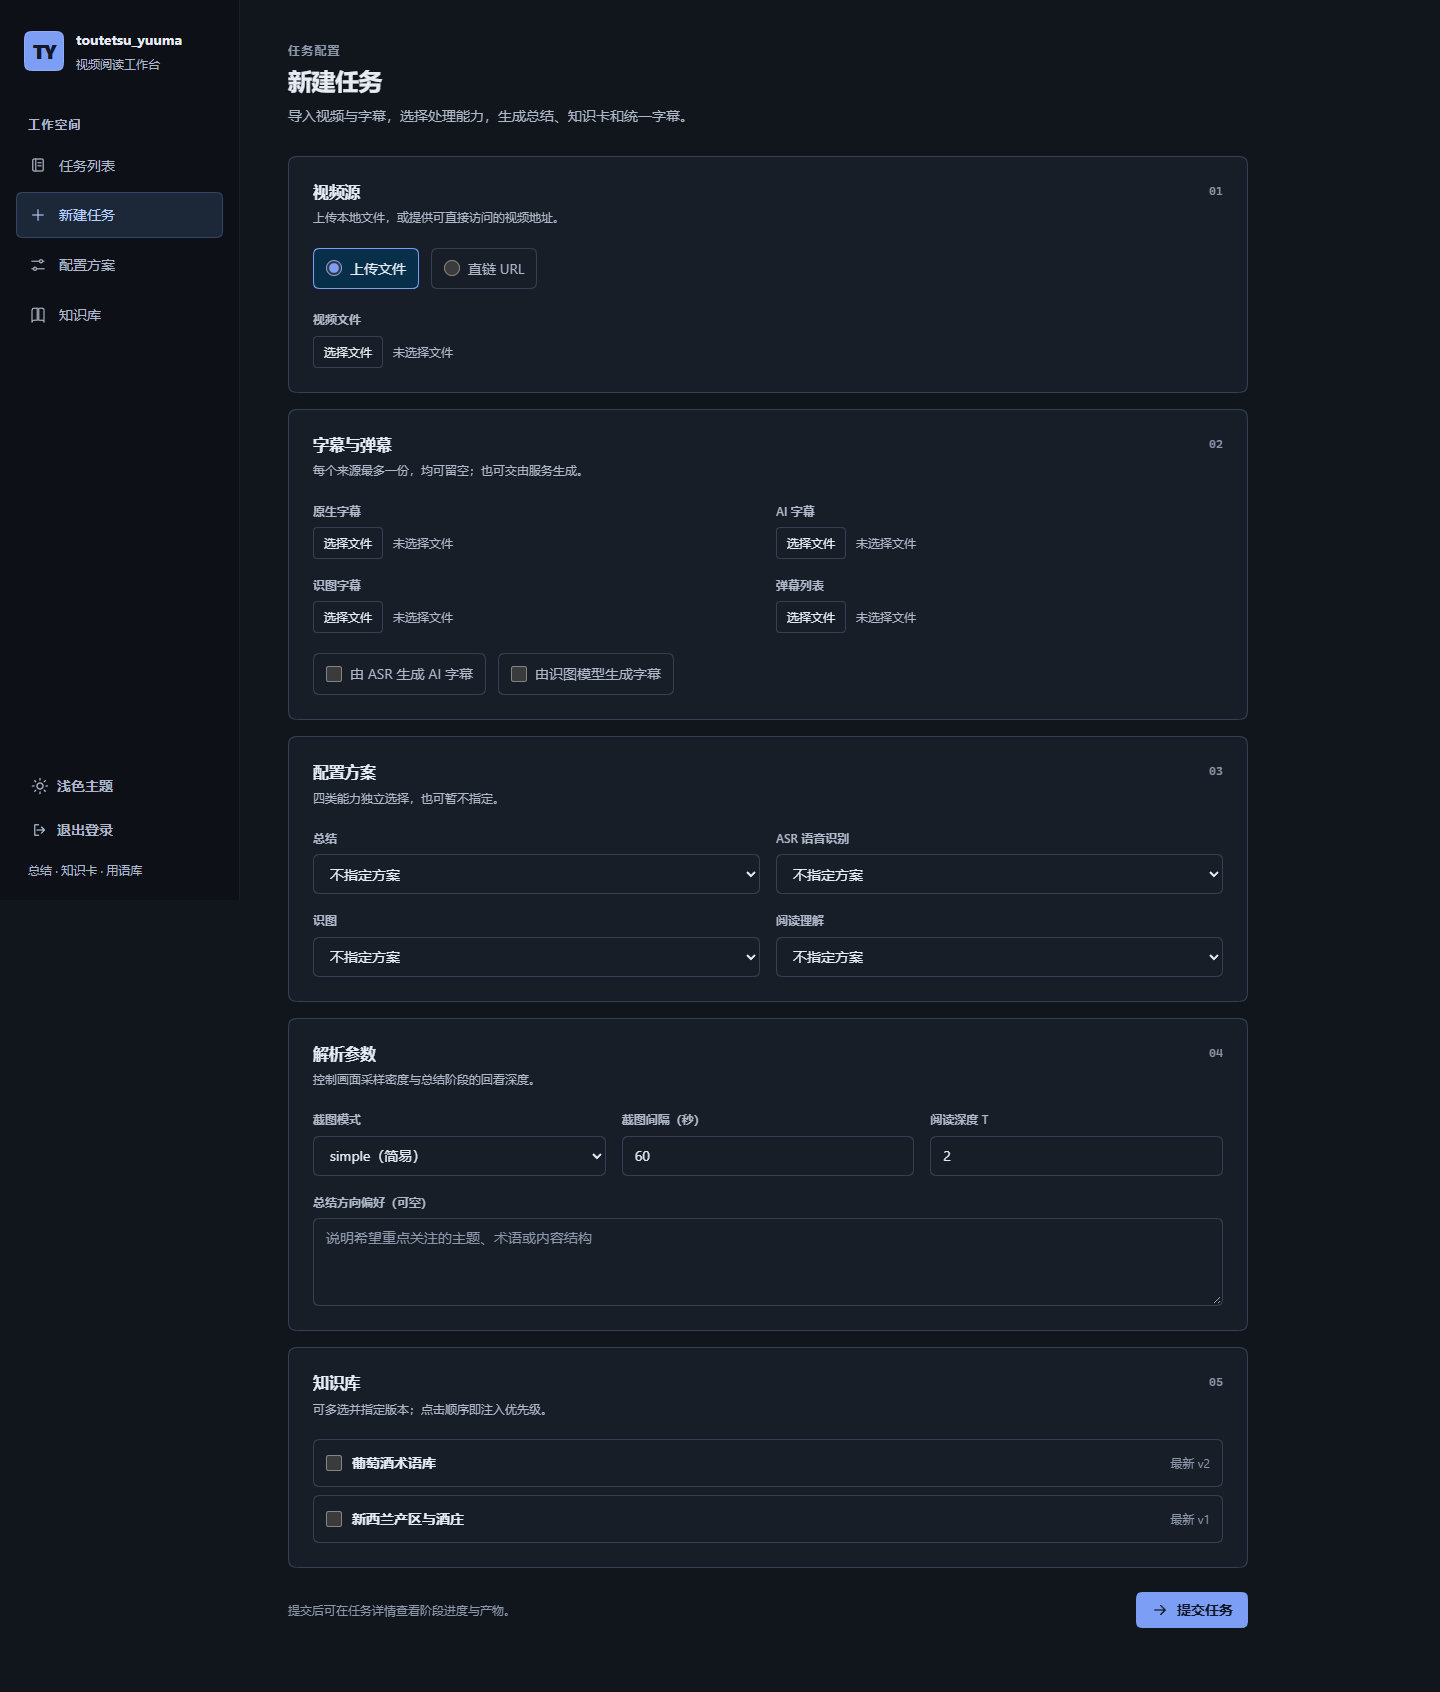 TY
toutetsu_yuuma
视频阅读工作台
工作空间
任务列表
新建任务
配置方案
知识库
浅色主题
退出登录
总结 · 知识卡 · 用语库
任务配置
新建任务
导入视频与字幕，选择处理能力，生成总结、知识卡和统一字幕。
视频源
01
上传本地文件，或提供可直接访问的视频地址。
上传文件
直链 URL
视频文件
选择文件 未选择文件
字幕与弹幕
02
每个来源最多一份，均可留空；也可交由服务生成。
原生字幕
AI 字幕
选择文件 未选择文件
选择文件 未选择文件
识图字幕
弹幕列表
选择文件 未选择文件
选择文件 未选择文件
由 ASR 生成 AI 字幕
由识图模型生成字幕
配置方案
03
四类能力独立选择，也可暂不指定。
总结
ASR 语音识别
不指定方案
不指定方案
识图
阅读理解
不指定方案
不指定方案
解析参数
04
控制画面采样密度与总结阶段的回看深度。
截图模式
截图间隔（秒）
阅读深度 T
simple（简易）
60
2
总结方向偏好（可空）
说明希望重点关注的主题、术语或内容结构
知识库
05
可多选并指定版本；点击顺序即注入优先级。
葡萄酒术语库
最新 v2
新西兰产区与酒庄
最新 v1
提交后可在任务详情查看阶段进度与产物。
提交任务